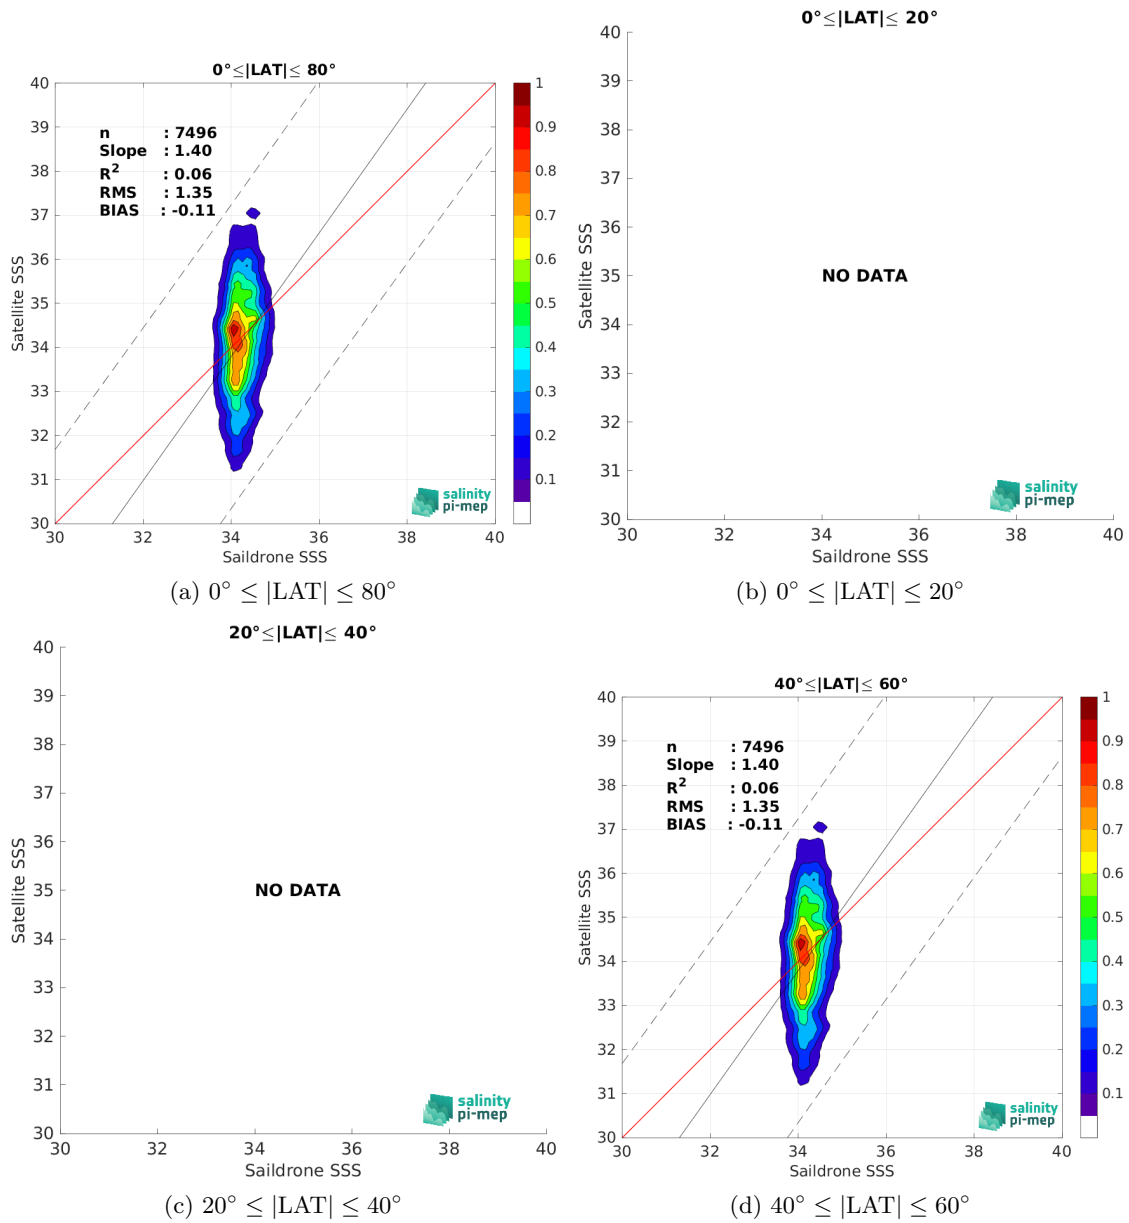 0°≤|LAT|≤ 80°
40
39
38
37
36
35
34
33
32
31
30
Satellite SSS
n : 7496
Slope : 1.40
R² : 0.06
RMS : 1.35
BIAS : -0.11
1
0.9
0.8
0.7
0.6
0.5
0.4
0.3
0.2
0.1
salinity
pi-mep
30 32 34 36 38 40
Saildrone SSS
(a) 0° ≤ |LAT| ≤ 80°
0°≤|LAT|≤ 20°
40
39
38
37
36
35
34
33
32
31
30
Satellite SSS
NO DATA
salinity
pi-mep
30 32 34 36 38 40
Saildrone SSS
(b) 0° ≤ |LAT| ≤ 20°
20°≤|LAT|≤ 40°
40
39
38
37
36
35
34
33
32
31
30
Satellite SSS
NO DATA
salinity
pi-mep
30 32 34 36 38 40
Saildrone SSS
(c) 20° ≤ |LAT| ≤ 40°
40°≤|LAT|≤ 60°
40
39
38
37
36
35
34
33
32
31
30
Satellite SSS
n : 7496
Slope : 1.40
R² : 0.06
RMS : 1.35
BIAS : -0.11
1
0.9
0.8
0.7
0.6
0.5
0.4
0.3
0.2
0.1
salinity
pi-mep
30 32 34 36 38 40
Saildrone SSS
(d) 40° ≤ |LAT| ≤ 60°